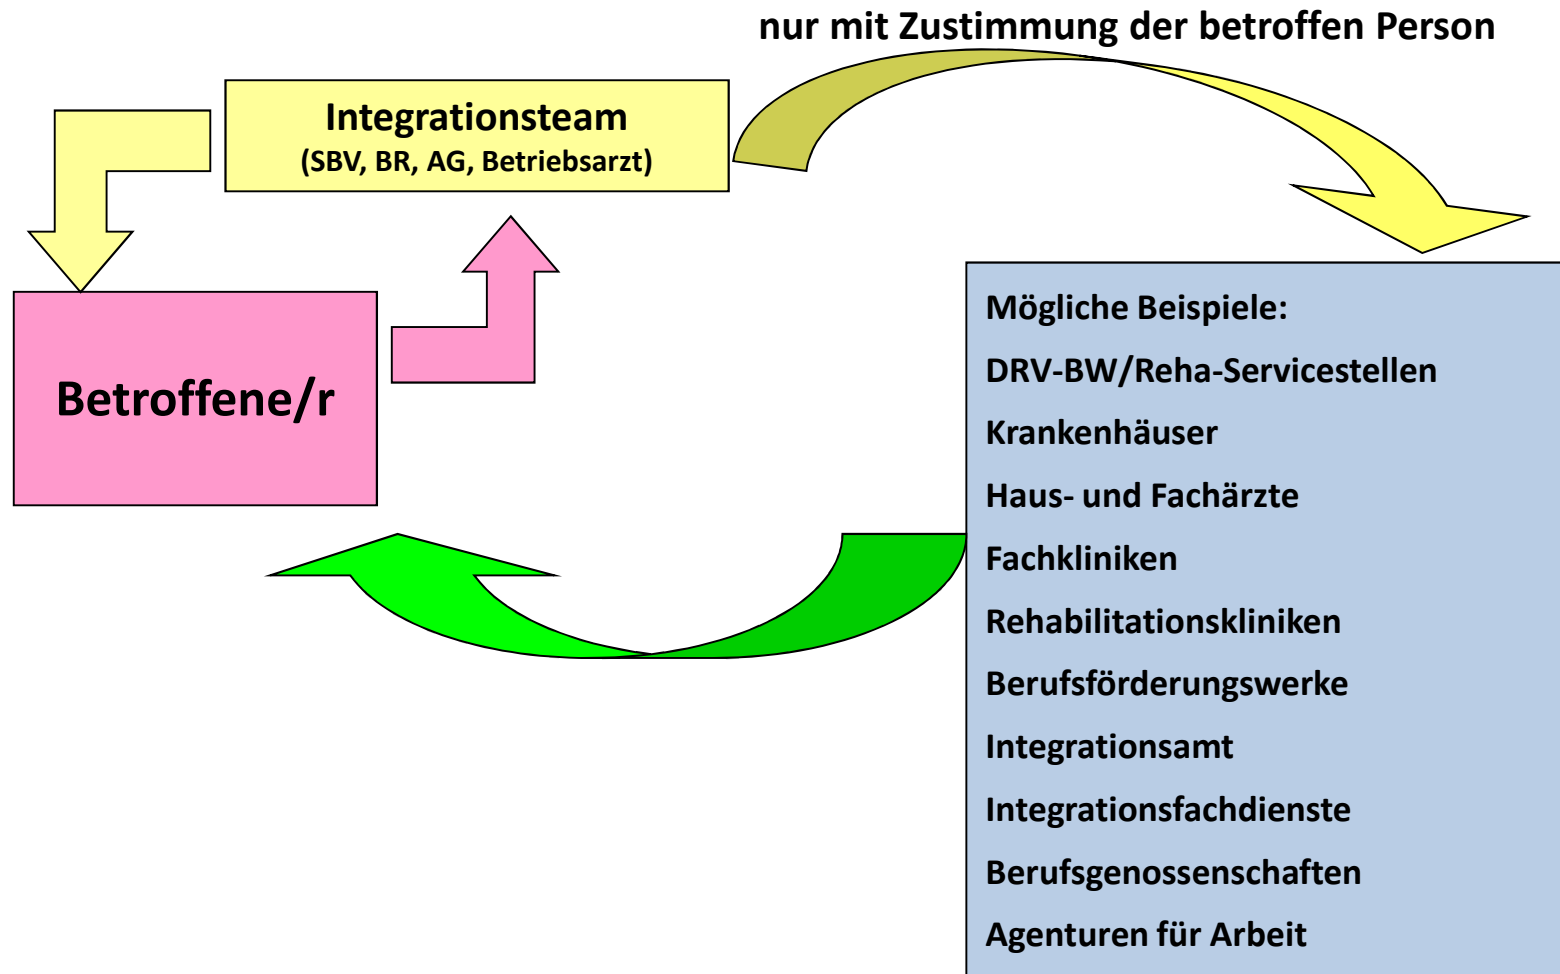 nur mit Zustimmung der betroffen Person
Integrationsteam
(SBV, BR, AG, Betriebsarzt)
Betroffene/r
Mögliche Beispiele:
DRV-BW/Reha-Servicestellen
Krankenhäuser
Haus- und Fachärzte
Fachkliniken
Rehabilitationskliniken
Berufsförderungswerke
Integrationsamt
Integrationsfachdienste
Berufsgenossenschaften
Agenturen für Arbeit